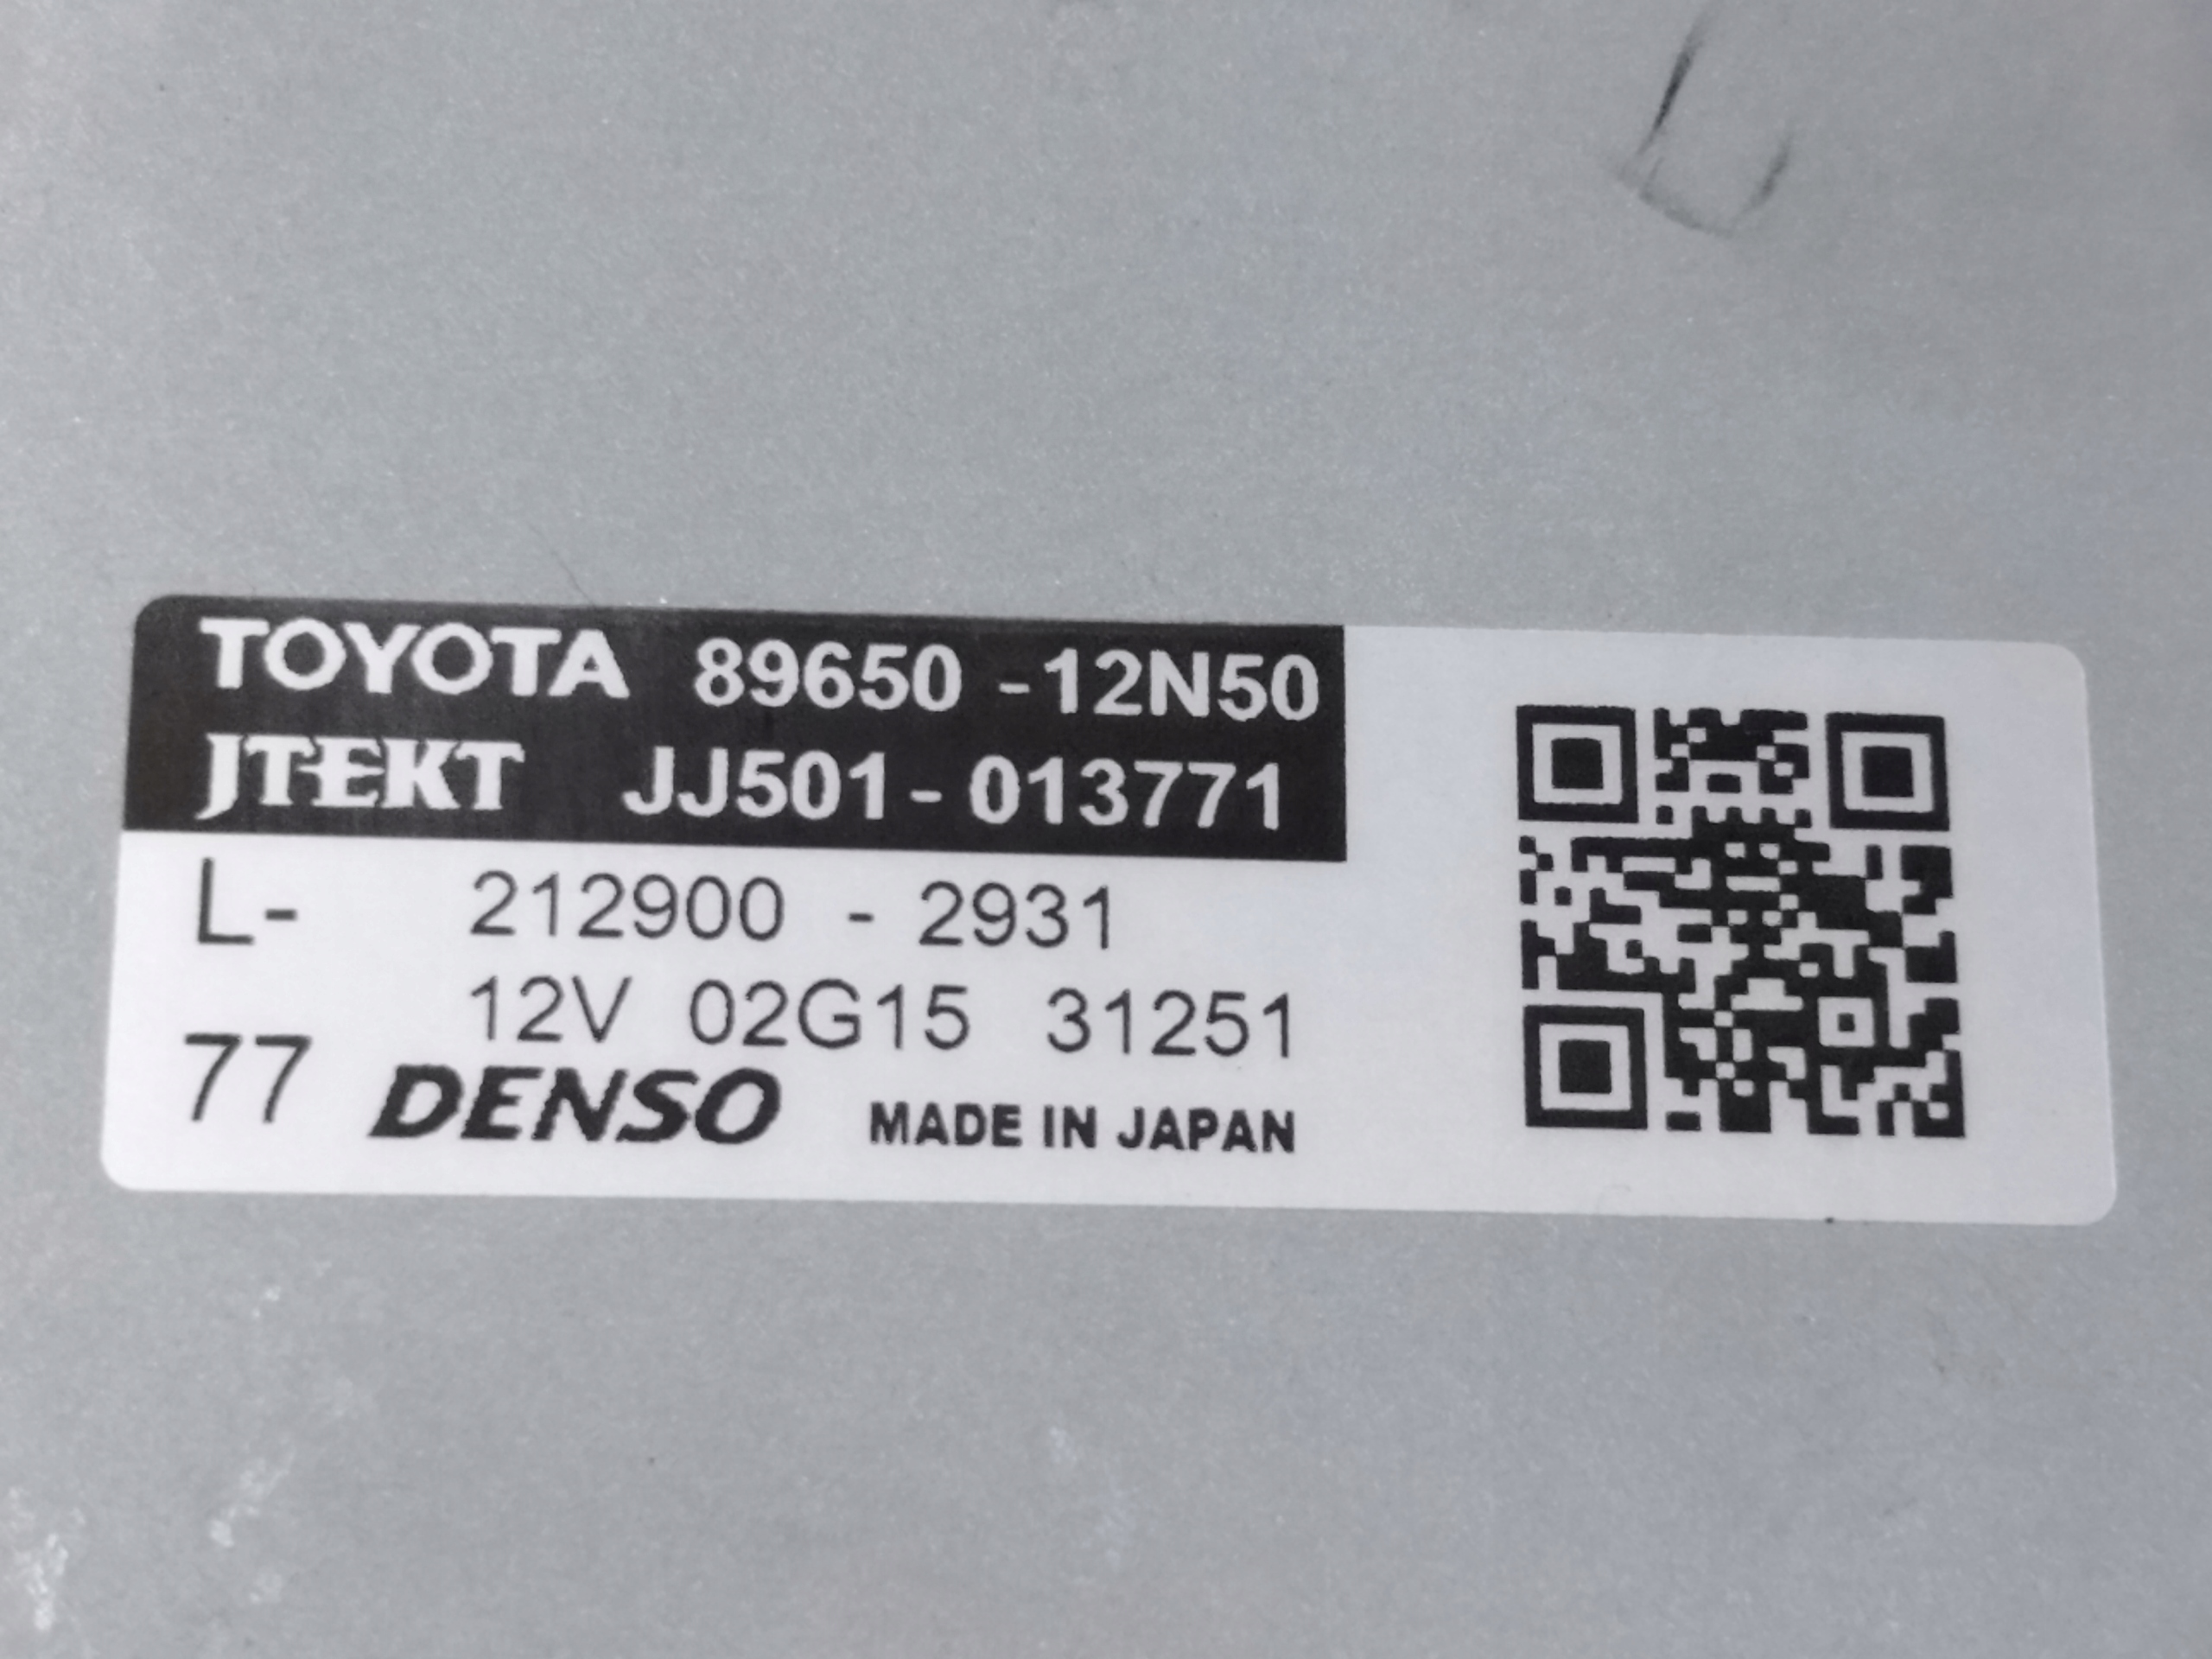 TOYOTA 89650 -12N50
JTEKT JJ501-013771
L- 212900 - 2931
12V 02G15 31251
77 DENSO MADE IN JAPAN